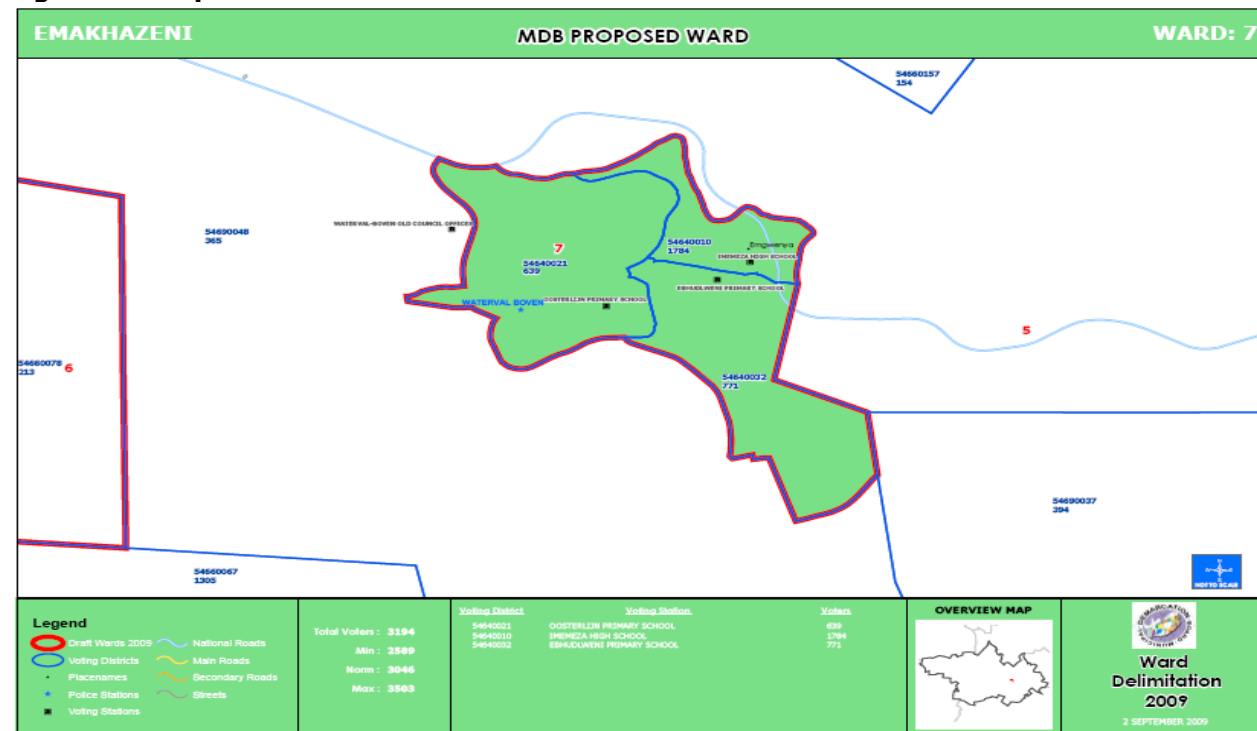 EMAKHAZENI
MDB PROPOSED WARD
WARD: 7
54660157
154
54690048
365
WATERVAL-BOVEN OLD COUNCIL OFFICES
7
54640021
639
54640010
1784
Emgwenya
IMEMEZA HIGH SCHOOL
EBHUDLWENI PRIMARY SCHOOL
WATERVAL BOVEN
OOSTERLIJN PRIMARY SCHOOL
5
54660078
213
6
54640032
771
54690037
394
54660067
1305
NOT TO SCALE
Legend
Draft Wards 2009
National Roads
Voting Districts
Main Roads
Placenames
Secondary Roads
Police Stations
Streets
Voting Stations
Total Voters : 3194
Min : 2589
Norm : 3046
Max : 3503
Voting District Voting Station Voters
54640021 OOSTERLIJN PRIMARY SCHOOL 639
54640010 IMEMEZA HIGH SCHOOL 1784
54640032 EBHUDLWENI PRIMARY SCHOOL 771
OVERVIEW MAP
Ward
Delimitation
2009
2 SEPTEMBER 2009